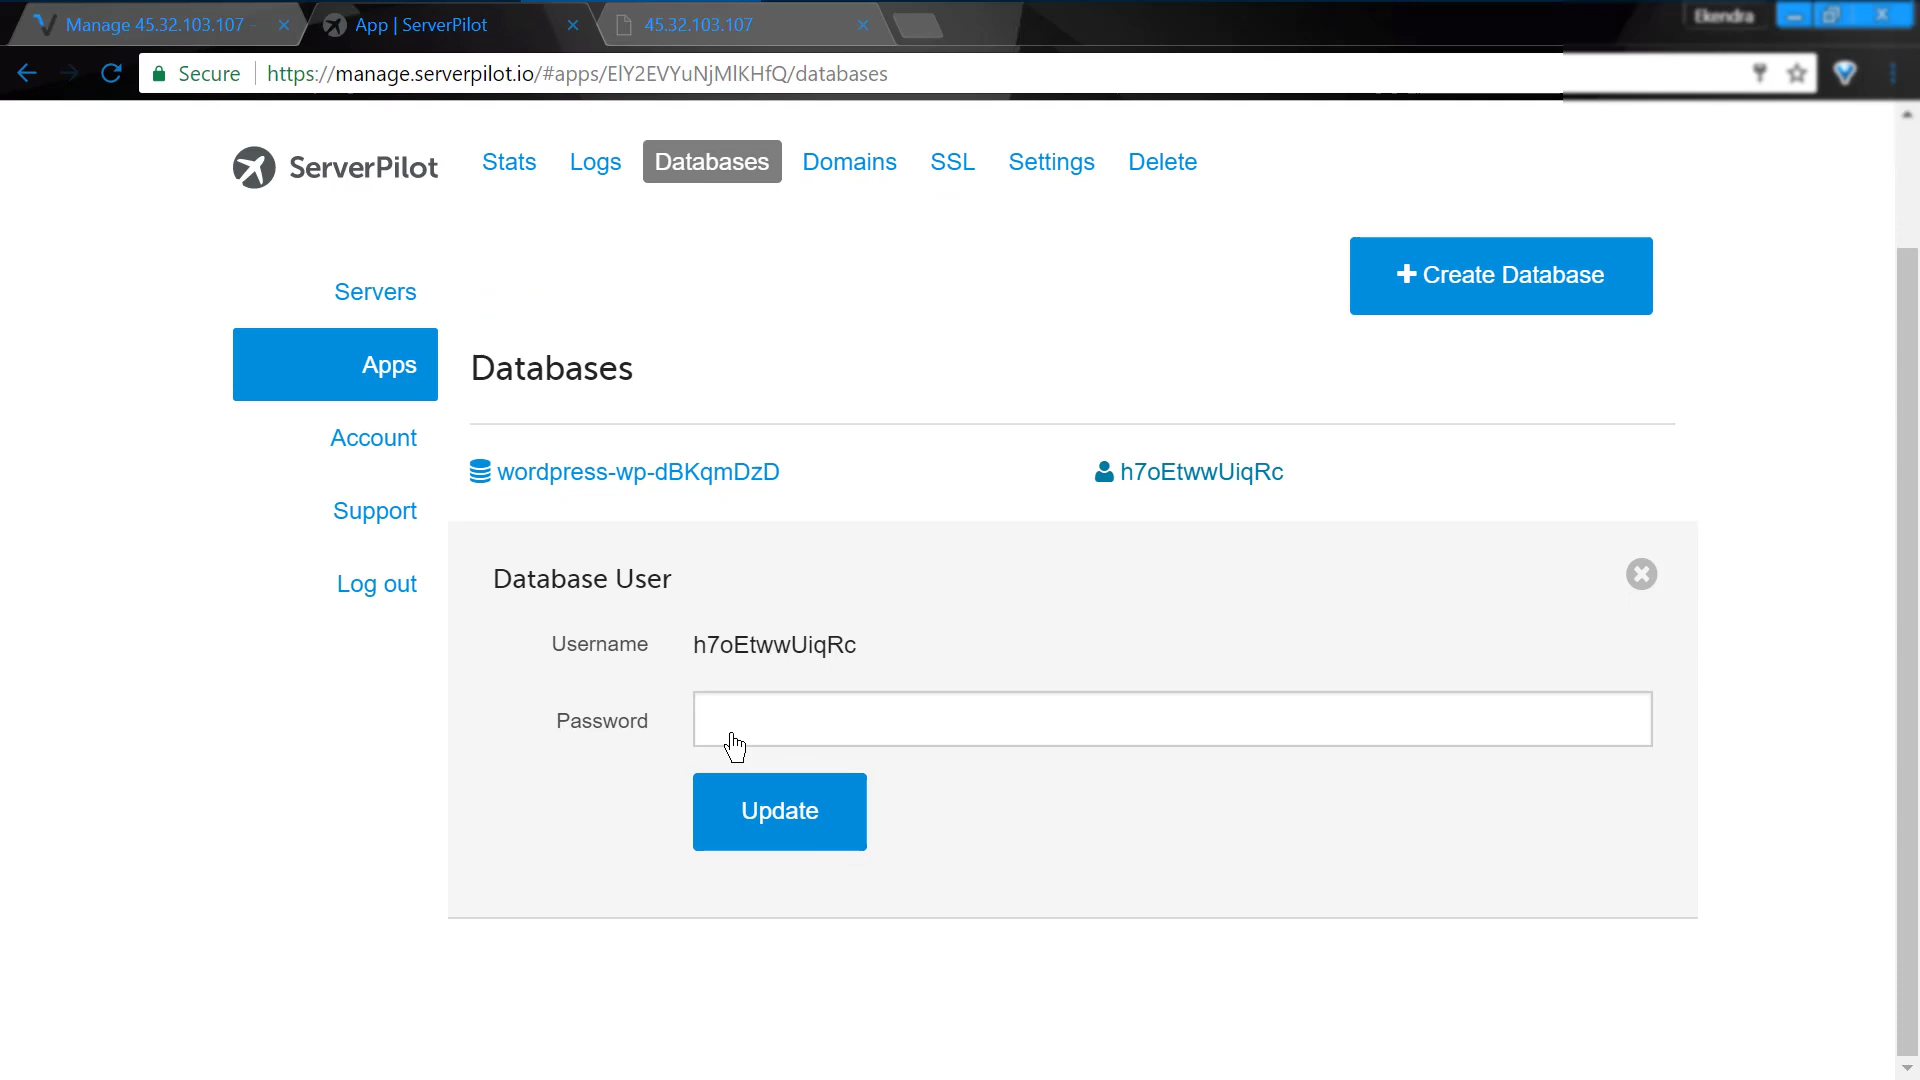 Manage 45.32.103.107 -
App | ServerPilot
45.32.103.107
Ekendra
Secure
https://manage.serverpilot.io/#apps/ElY2EVYuNjMlKHfQ/databases
ServerPilot
Stats
Logs
Databases
Domains
SSL
Settings
Delete
Create Database
Servers
Apps
Account
Support
Log out
Databases
wordpress-wp-dBKqmDzD
h7oEtwwUiqRc
Database User
Username
h7oEtwwUiqRc
Password
Update